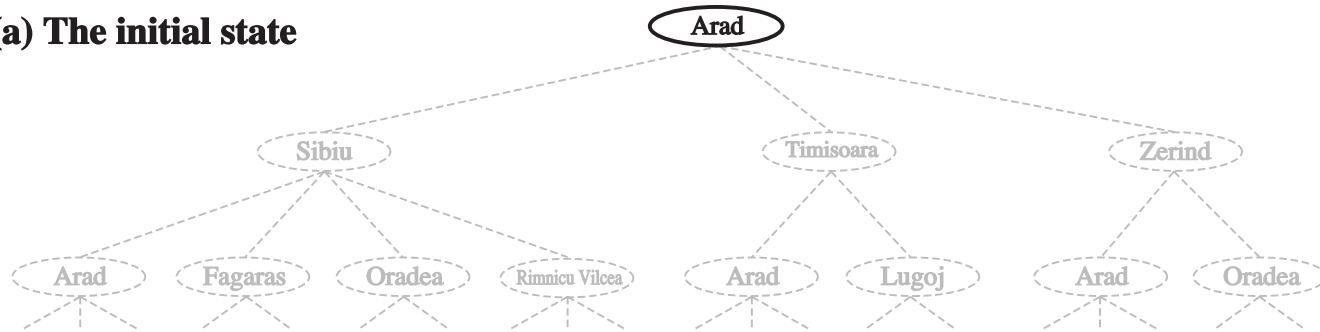 (a) The initial state
Arad
Sibiu
Timisoara
Zerind
Arad
Fagaras
Oradea
Rimnicu Vilcea
Arad
Lugoj
Arad
Oradea